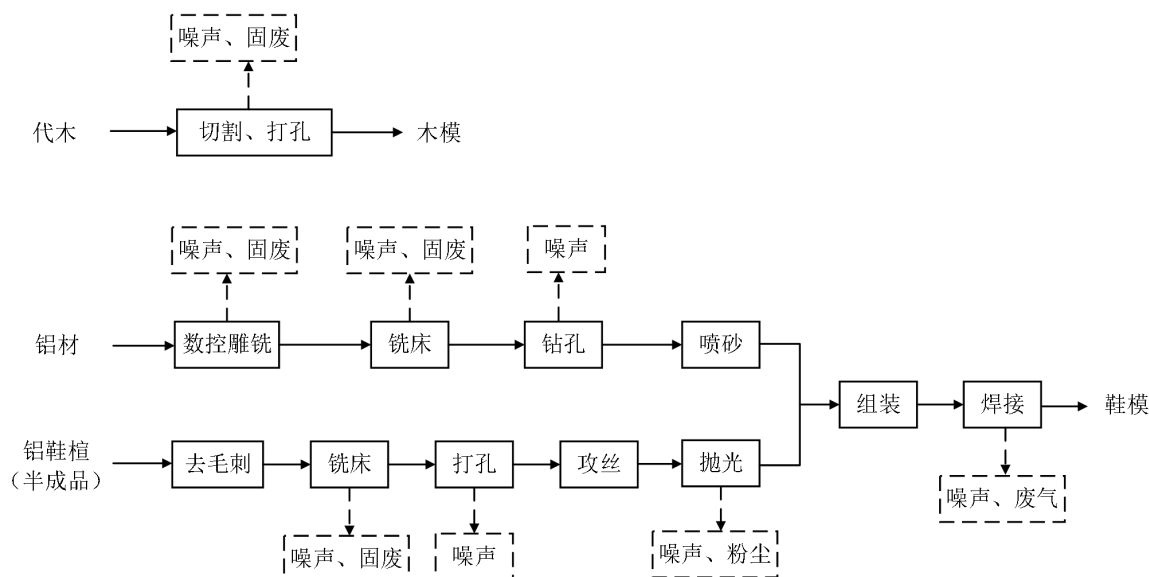 噪声、固废
代木
切割、打孔
木模
噪声、固废
噪声、固废
噪声
铝材
数控雕铣
铣床
钻孔
喷砂
组装
焊接
鞋模
铝鞋楦
（半成品）
去毛刺
铣床
打孔
攻丝
抛光
噪声、废气
噪声、固废
噪声
噪声、粉尘